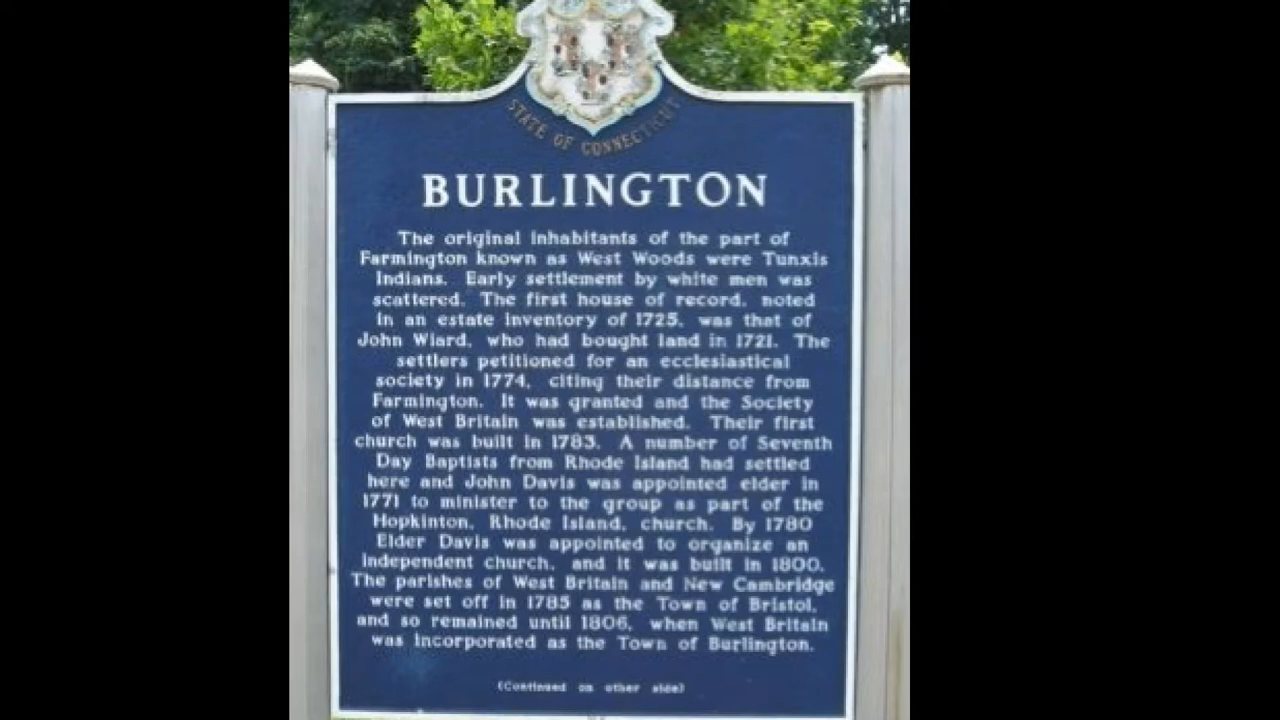 STATE OF CONNECTICUT
BURLINGTON
The original inhabitants of the part of
Farmington known as West Woods were Tunxis
Indians. Early settlement by white men was
scattered. The first house of record, noted
in an estate inventory of 1725, was that of
John Wiard, who had bought land in 1721. The
settlers petitioned for an ecclesiastical
society in 1774, citing their distance from
Farmington. It was granted and the Society
of West Britain was established. Their first
church was built in 1783. A number of Seventh
Day Baptists from Rhode Island had settled
here and John Davis was appointed elder in
1771 to minister to the group as part of the
Hopkinton, Rhode Island, church. By 1780
Elder Davis was appointed to organize an
independent church, and it was built in 1800.
The parishes of West Britain and New Cambridge
were set off in 1785 as the Town of Bristol,
and so remained until 1806, when West Britain
was incorporated as the Town of Burlington.
(Continued on other side)